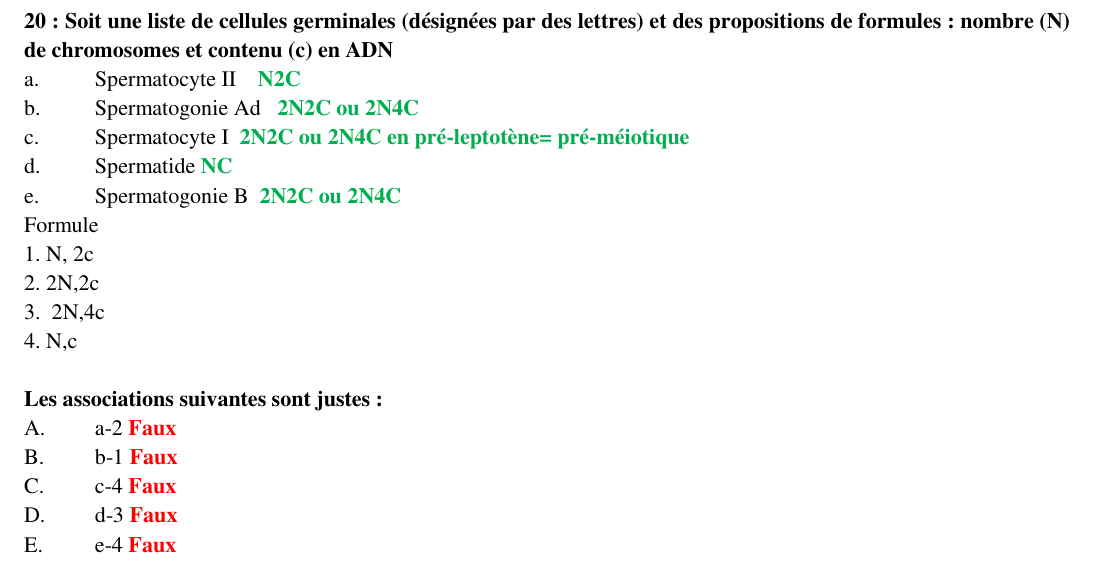 20 : Soit une liste de cellules germinales (désignées par des lettres) et des propositions de formules : nombre (N)
de chromosomes et contenu (c) en ADN
a. Spermatocyte II N2C
b. Spermatogonie Ad 2N2C ou 2N4C
c. Spermatocyte I 2N2C ou 2N4C en pré-leptotène= pré-méiotique
d. Spermatide NC
e. Spermatogonie B 2N2C ou 2N4C
Formule
1. N, 2c
2. 2N,2c
3. 2N,4c
4. N,c
Les associations suivantes sont justes :
A. a-2 Faux
B. b-1 Faux
C. c-4 Faux
D. d-3 Faux
E. e-4 Faux